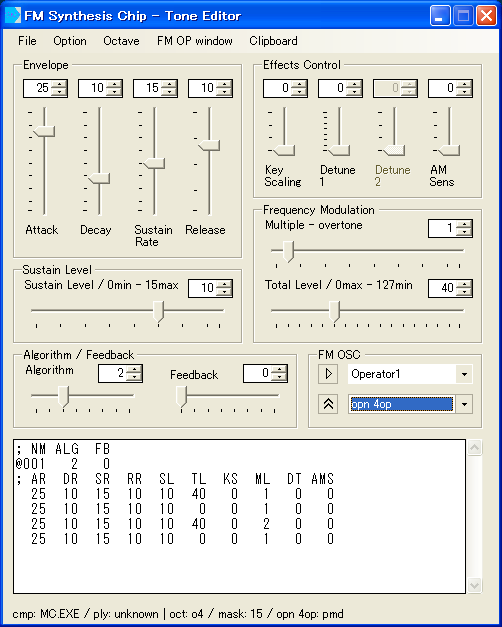 FM Synthesis Chip - Tone Editor
File Option Octave FM OP window Clipboard
Envelope
25 10 15 10
Attack Decay Sustain Rate Release
Effects Control
0 0 0 0
Key Scaling Detune 1 Detune 2 AM Sens
Frequency Modulation
Multiple - overtone 1
Total Level / 0max - 127min 40
Sustain Level
Sustain Level / 0min - 15max 10
Algorithm / Feedback
Algorithm 2 Feedback 0
FM OSC
Operator1
opn 4op
; NM ALG FB
@001 2 0
; AR DR SR RR SL TL KS ML DT AMS
25 10 15 10 10 40 0 1 0 0
25 10 15 10 10 0 0 1 0 0
25 10 15 10 10 40 0 2 0 0
25 10 15 10 10 0 0 1 0 0
cmp: MC.EXE / ply: unknown | oct: o4 / mask: 15 / opn 4op: pmd